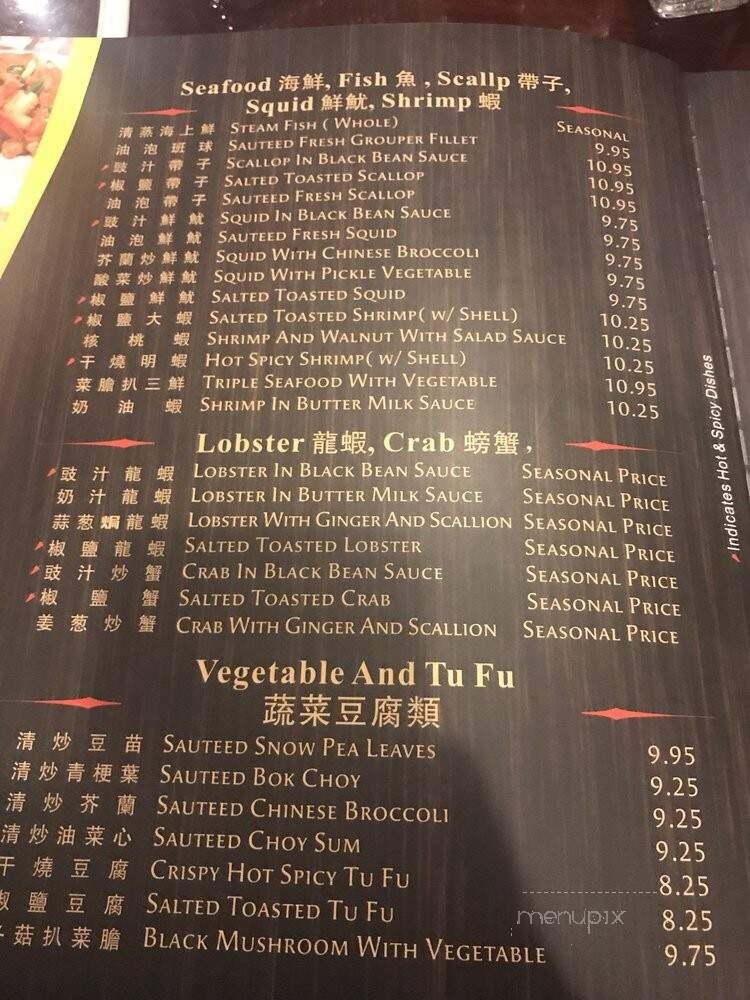 Seafood 海鮮, Fish 魚 , Scallp 帶子,
Squid 鮮魷, Shrimp 蝦
清蒸海上鮮 Steam Fish ( Whole) Seasonal
油泡班球 Sauteed Fresh Grouper Fillet 9.95
豉汁帶子 Scallop In Black Bean Sauce 10.95
椒鹽帶子 Salted Toasted Scallop 10.95
油泡帶子 Sauteed Fresh Scallop 10.95
豉汁鮮魷 Squid In Black Bean Sauce 9.75
油泡鮮魷 Sauteed Fresh Squid 9.75
芥蘭炒鮮魷 Squid With Chinese Broccoli 9.75
酸菜炒鮮魷 Squid With Pickle Vegetable 9.75
椒鹽鮮魷 Salted Toasted Squid 9.75
椒鹽大蝦 Salted Toasted Shrimp( w/ Shell) 10.25
核桃蝦 Shrimp And Walnut With Salad Sauce 10.25
干燒明蝦 Hot Spicy Shrimp( w/ Shell) 10.25
菜膽扒三鮮 Triple Seafood With Vegetable 10.95
奶油蝦 Shrimp In Butter Milk Sauce 10.25
Lobster 龍蝦, Crab 螃蟹 ,
豉汁龍蝦 Lobster In Black Bean Sauce Seasonal Price
奶汁龍蝦 Lobster In Butter Milk Sauce Seasonal Price
蒜葱焗龍蝦 Lobster With Ginger And Scallion Seasonal Price
椒鹽龍蝦 Salted Toasted Lobster Seasonal Price
豉汁炒蟹 Crab In Black Bean Sauce Seasonal Price
椒鹽蟹 Salted Toasted Crab Seasonal Price
姜葱炒蟹 Crab With Ginger And Scallion Seasonal Price
Vegetable And Tu Fu
蔬菜豆腐類
清炒豆苗 Sauteed Snow Pea Leaves 9.95
清炒青梗葉 Sauteed Bok Choy 9.25
清炒芥蘭 Sauteed Chinese Broccoli 9.25
清炒油菜心 Sauteed Choy Sum 9.25
干燒豆腐 Crispy Hot Spicy Tu Fu 8.25
椒鹽豆腐 Salted Toasted Tu Fu 8.25
菇扒菜膽 Black Mushroom With Vegetable 9.75
Indicates Hot & Spicy Dishes
menupix